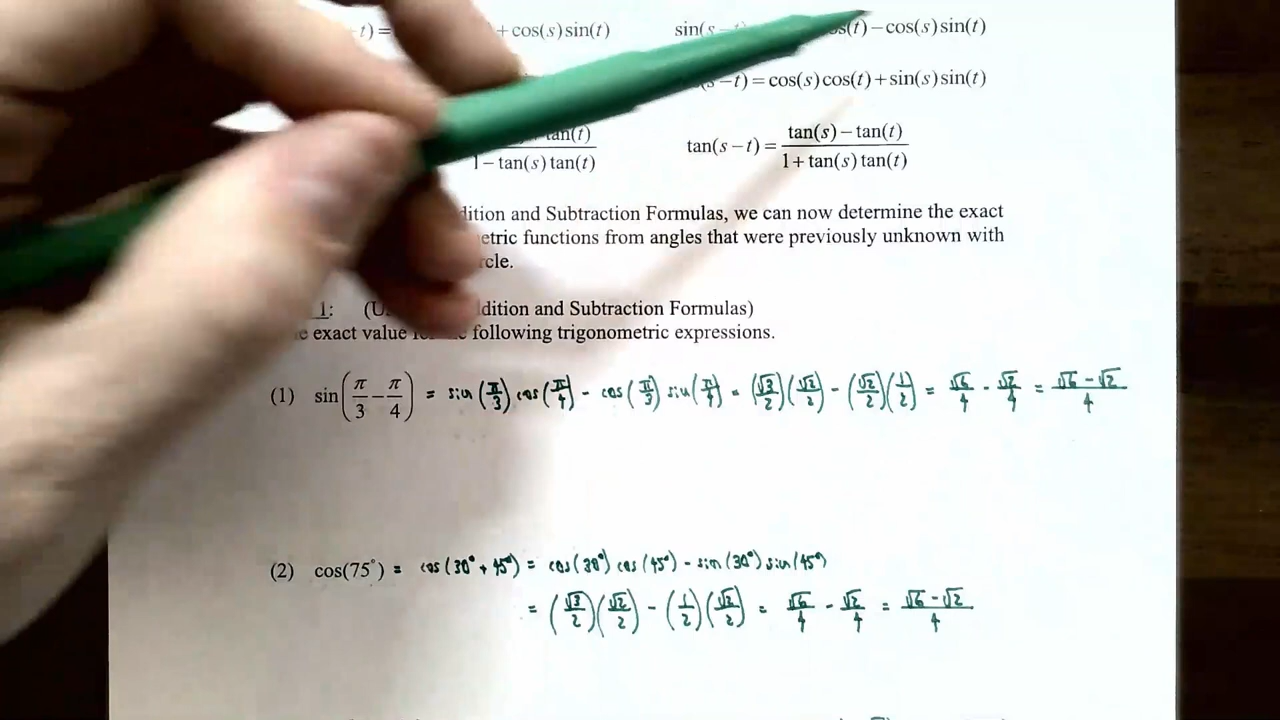 t)= + cos(s)sin(t) sin(s− s(t)−cos(s)sin(t)
(s−t)=cos(s)cos(t)+sin(s)sin(t)
tan(t)/1−tan(s)tan(t) tan(s−t)=(tan(s)−tan(t))/(1+tan(s)tan(t))
dition and Subtraction Formulas, we can now determine the exact
etric functions from angles that were previously unknown with
rcle.
1: (U ddition and Subtraction Formulas)
e exact value following trigonometric expressions.
(1) sin(π/3−π/4) = sin(π/3) cos(π/4) - cos(π/3) sin(π/4) = (√3/2)(√2/2) - (√2/2)(1/2) = √6/4 - √2/4 = (√6-√2)/4
(2) cos(75°) = cos(30°+45°) = cos(30°) cos(45°) - sin(30°) sin(45°)
= (√3/2)(√2/2) - (1/2)(√2/2) = √6/4 - √2/4 = (√6-√2)/4